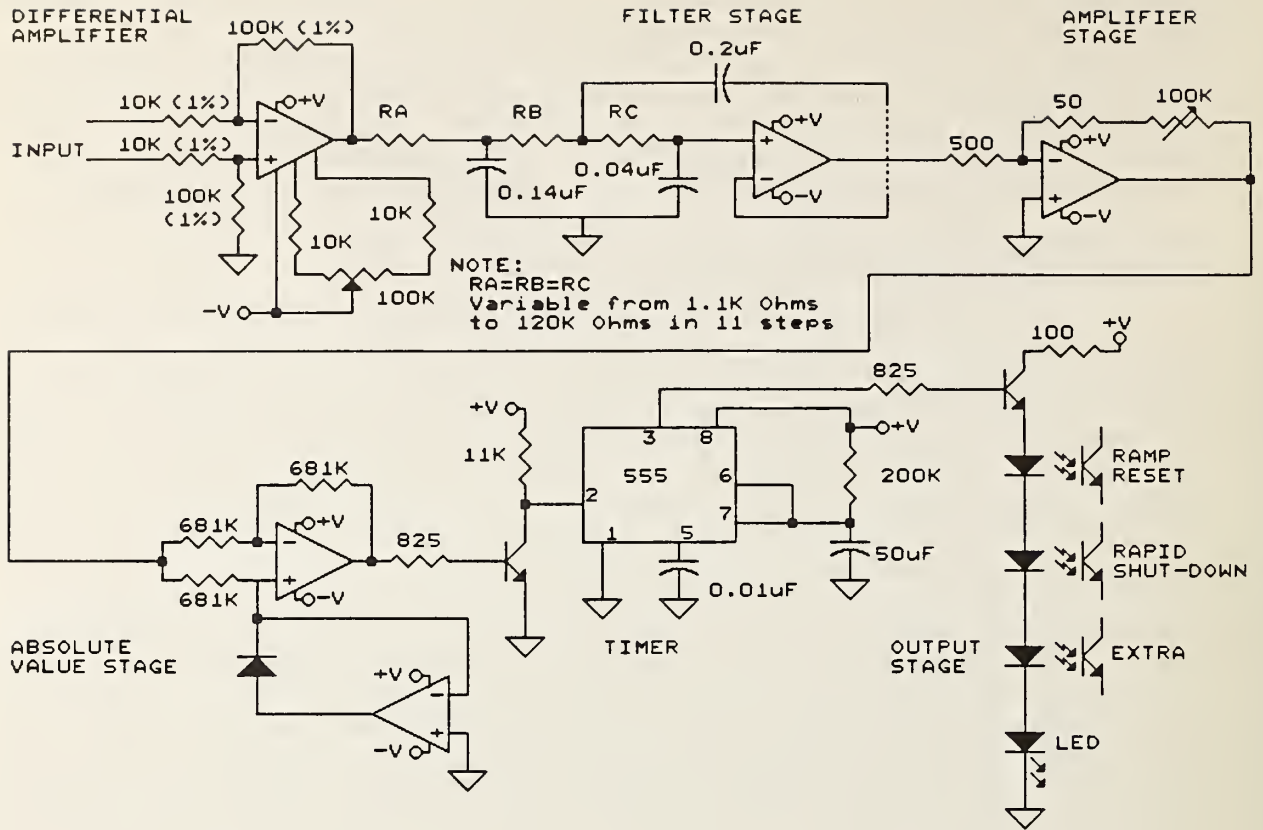 DIFFERENTIAL
AMPLIFIER
100K (1%)
FILTER STAGE
0.2uF
AMPLIFIER
STAGE
10K (1%)
+V
-
RA
RB
RC
+V
50
100K
INPUT
10K (1%)
+
+
-
500
-
+V
100K
(1%)
0.14uF
0.04uF
-V
+
-V
10K
10K
100K
-V
NOTE:
RA=RB=RC
Variable from 1.1K Ohms
to 120K Ohms in 11 steps
100
+V
825
+V
11K
3
8
+V
555
200K
RAMP
RESET
681K
2
6
7
681K
+V
-
825
1
5
50uF
RAPID
SHUT-DOWN
+
681K
-V
0.01uF
ABSOLUTE
VALUE STAGE
TIMER
OUTPUT
STAGE
EXTRA
+V
-
+
-V
LED